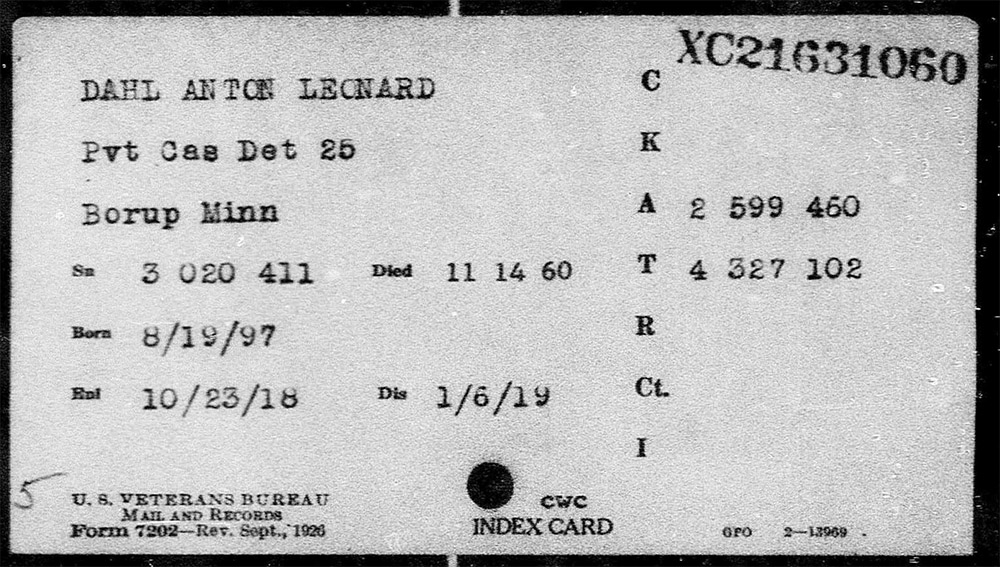 XC21631060
DAHL ANTON LEONARD C
Pvt Cas Det 25 K
Borup Minn A 2 599 460
Sn 3 020 411 Died 11 14 60 T 4 327 102
Born 8/19/97 R
Enl 10/23/18 Dis 1/6/19 Ct.
I
5
U. S. VETERANS BUREAU CWC
MAIL AND RECORDS
Form 7202—Rev. Sept., 1926 INDEX CARD GPO 2—13969